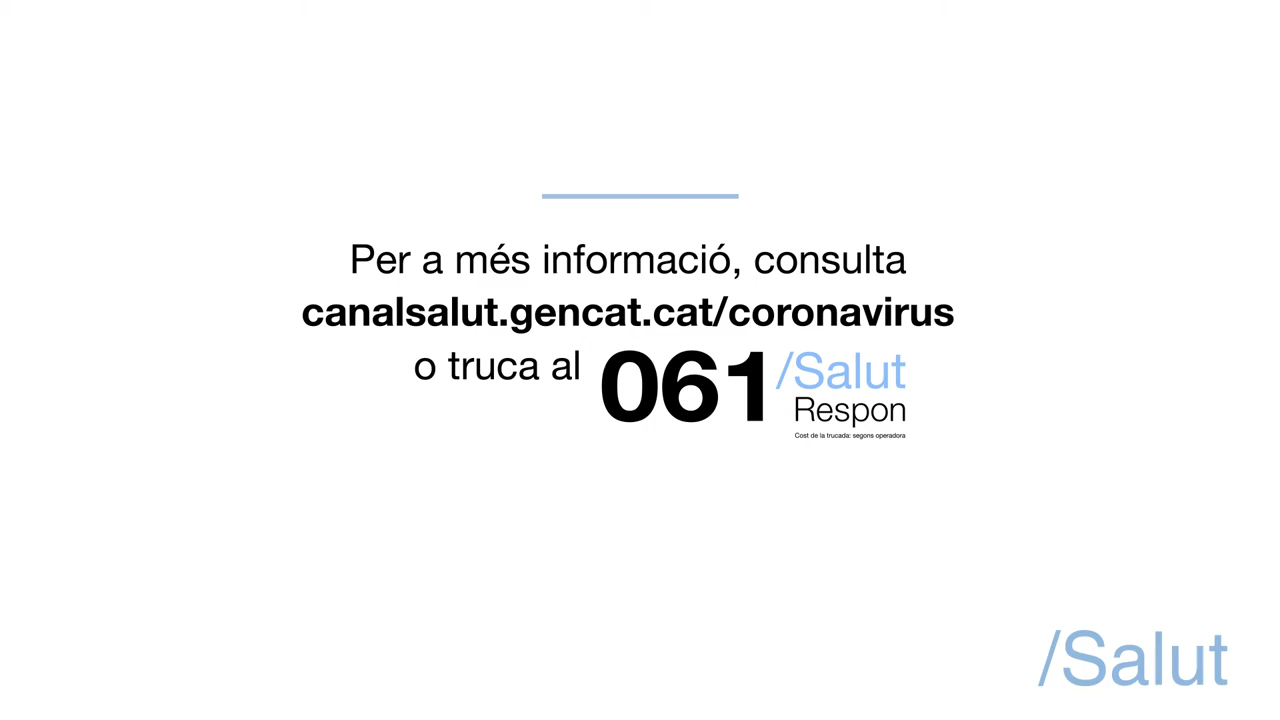 Per a més informació, consulta
canalsalut.gencat.cat/coronavirus
o truca al 061 /Salut
Respon
Cost de la trucada: segons operadora
/Salut